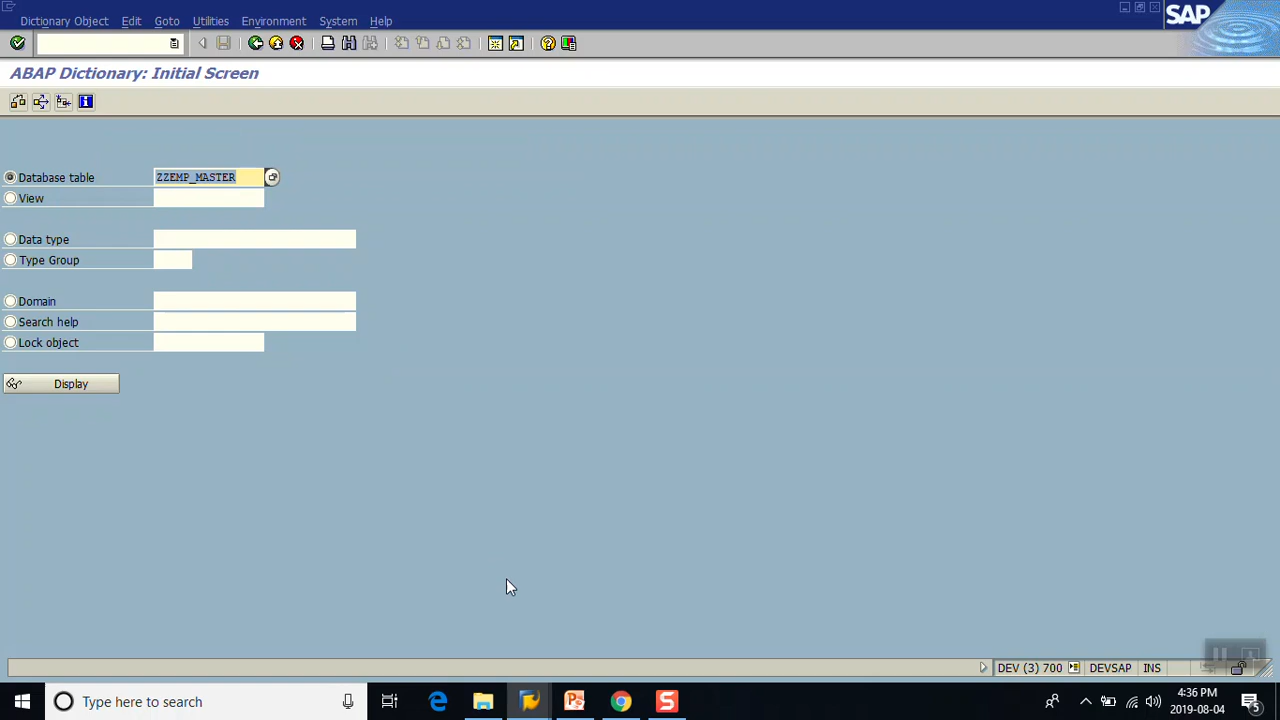 Dictionary Object Edit Goto Utilities Environment System Help
SAP
ABAP Dictionary: Initial Screen
Database table ZZEMP_MASTER
View
Data type
Type Group
Domain
Search help
Lock object
Display
DEV (3) 700 DEVSAP INS
Type here to search
4:36 PM
2019-08-04
5